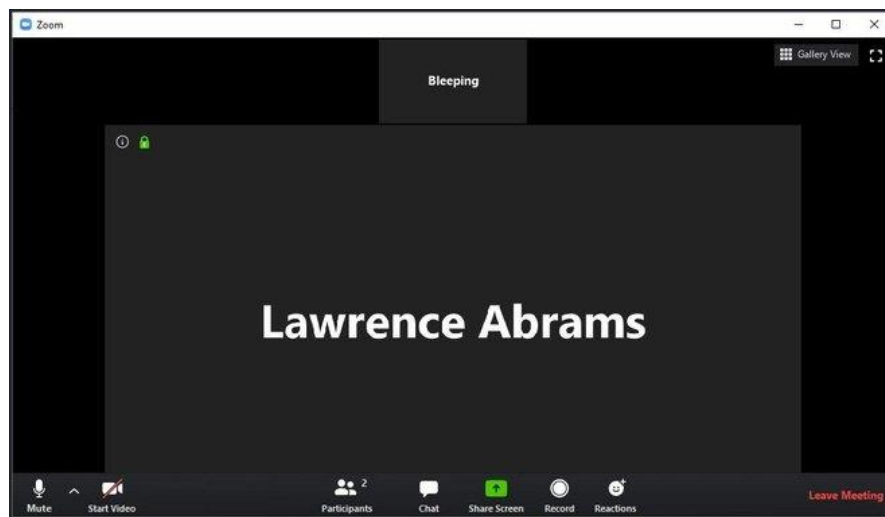 Zoom
Bleeping
Gallery View
Lawrence Abrams
2
Mute Start Video Participants Chat Share Screen Record Reactions Leave Meeting